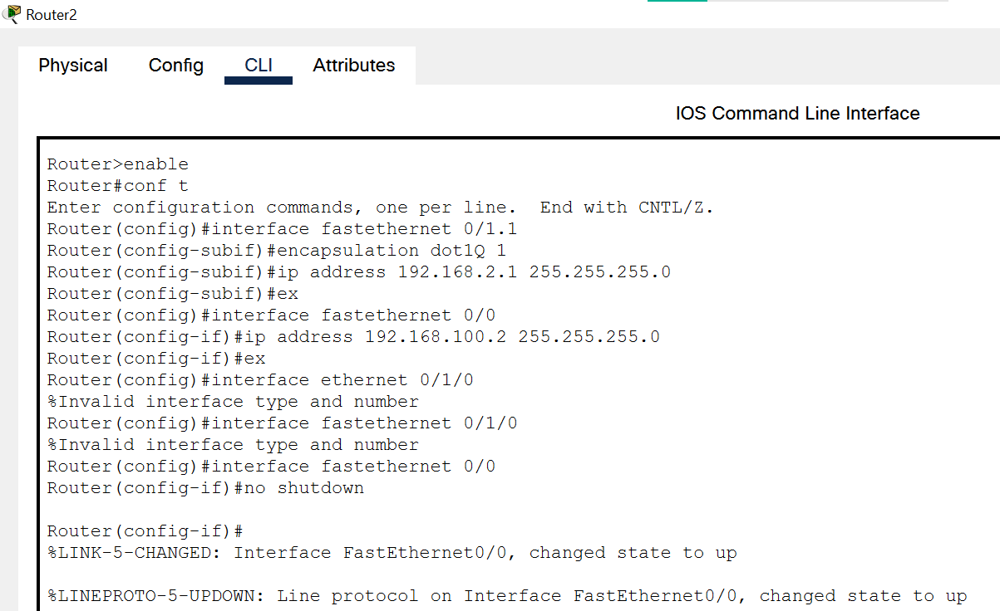 Router2
Physical Config CLI Attributes
IOS Command Line Interface
Router>enable
Router#conf t
Enter configuration commands, one per line.  End with CNTL/Z.
Router(config)#interface fastethernet 0/1.1
Router(config-subif)#encapsulation dot1Q 1
Router(config-subif)#ip address 192.168.2.1 255.255.255.0
Router(config-subif)#ex
Router(config)#interface fastethernet 0/0
Router(config-if)#ip address 192.168.100.2 255.255.255.0
Router(config-if)#ex
Router(config)#interface ethernet 0/1/0
%Invalid interface type and number
Router(config)#interface fastethernet 0/1/0
%Invalid interface type and number
Router(config)#interface fastethernet 0/0
Router(config-if)#no shutdown
Router(config-if)#
%LINK-5-CHANGED: Interface FastEthernet0/0, changed state to up
%LINEPROTO-5-UPDOWN: Line protocol on Interface FastEthernet0/0, changed state to up